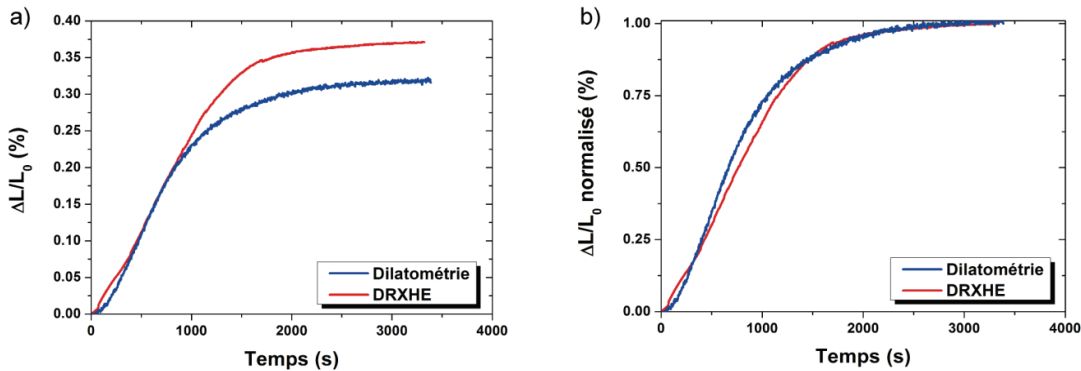 a)
ΔL/L₀ (%)
0.40
0.35
0.30
0.25
0.20
0.15
0.10
0.05
0.00
0
1000
2000
3000
4000
Temps (s)
Dilatométrie
DRXHE
b)
ΔL/L₀ normalisé (%)
1.00
0.75
0.50
0.25
0.00
0
1000
2000
3000
4000
Temps (s)
Dilatométrie
DRXHE